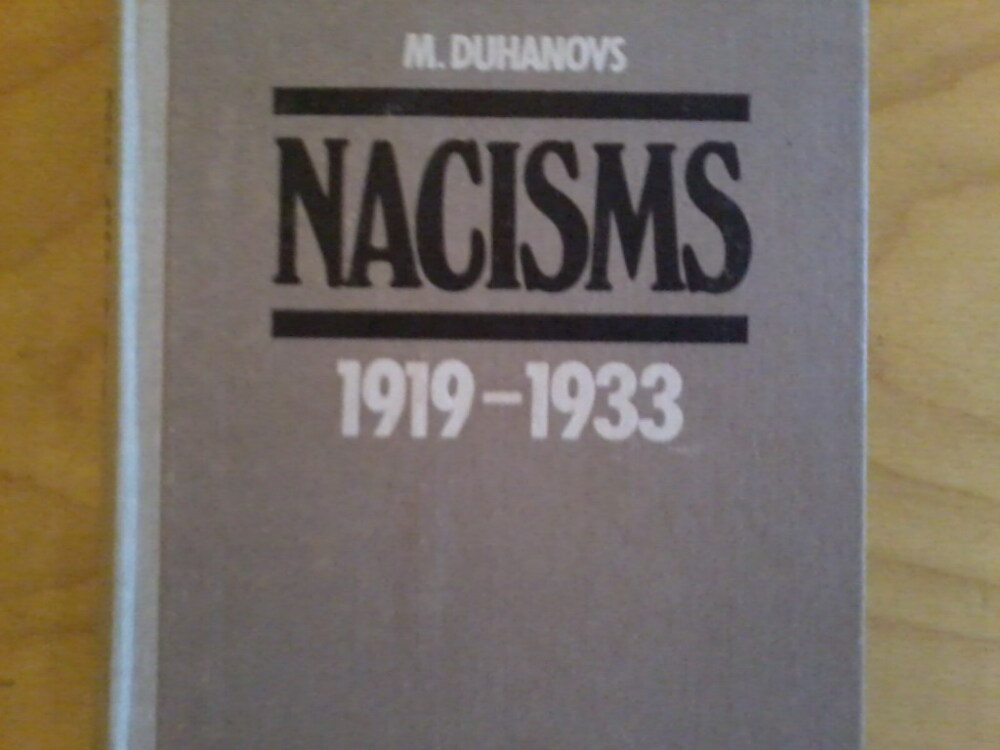 M. DUHANOVS
NACISMS
1919–1933